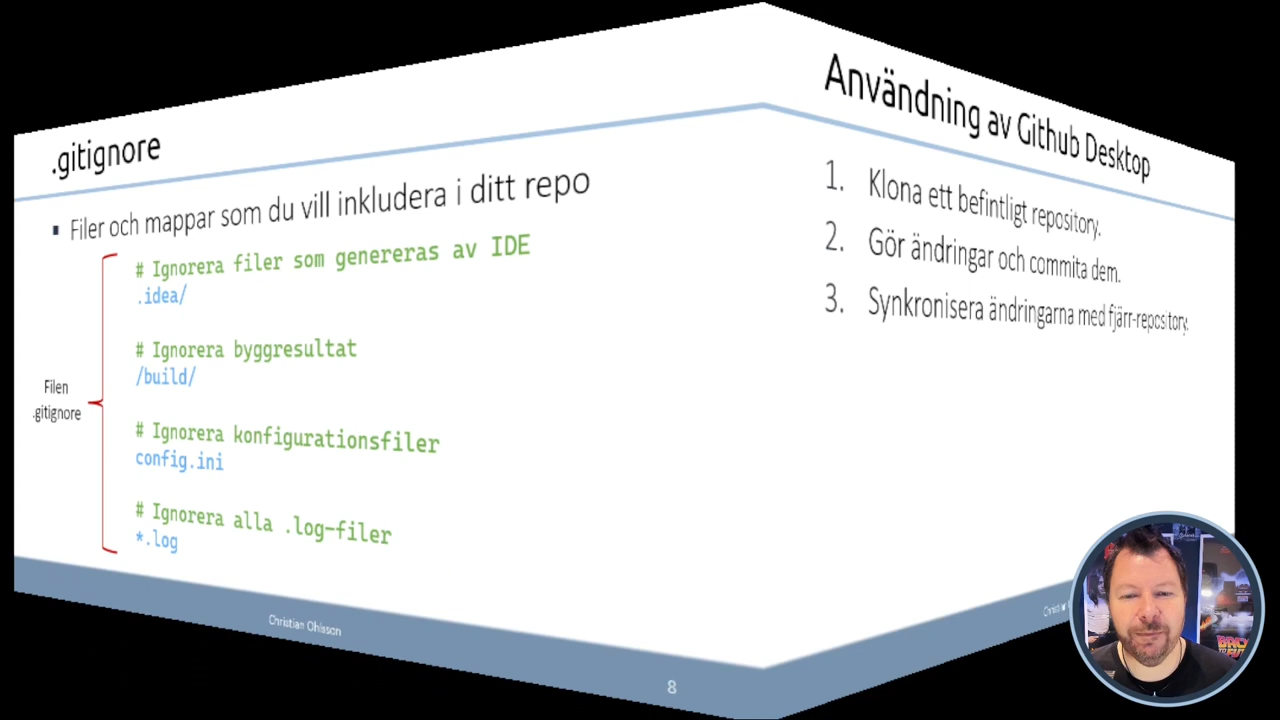 .gitignore
Filer och mappar som du vill inkludera i ditt repo
# Ignorera filer som genereras av IDE
.idea/
# Ignorera byggresultat
/build/
# Ignorera konfigurationsfiler
config.ini
# Ignorera alla .log-filer
*.log
Filen
.gitignore
Christian Ohlsson
8
Användning av Github Desktop
1. Klona ett befintligt repository.
2. Gör ändringar och commita dem.
3. Synkronisera ändringarna med fjärr-repository.
BACK